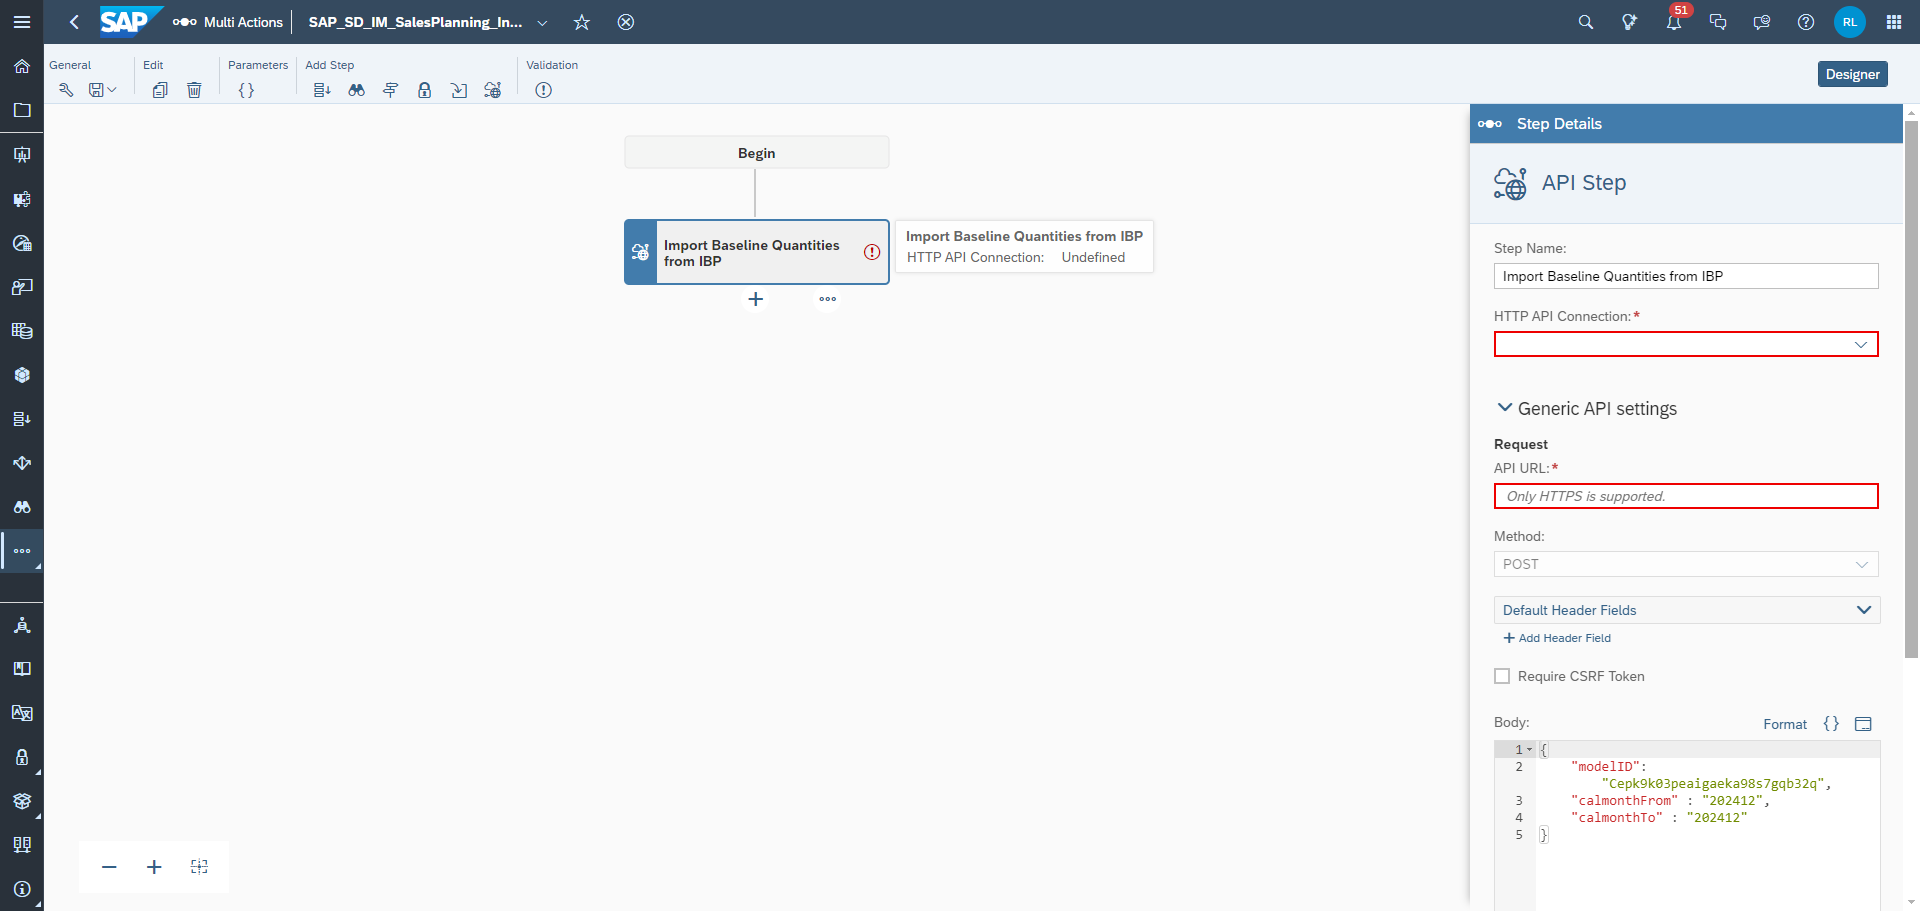 SAP
Multi Actions
SAP_SD_IM_SalesPlanning_In...
51
RL
General
Edit
Parameters
Add Step
Validation
Designer
Begin
Import Baseline Quantities
from IBP
Import Baseline Quantities from IBP
HTTP API Connection: Undefined
Step Details
API Step
Step Name:
Import Baseline Quantities from IBP
HTTP API Connection:*
Generic API settings
Request
API URL:*
Only HTTPS is supported.
Method:
POST
Default Header Fields
Add Header Field
Require CSRF Token
Body:
Format {}
1 {
2 "modelID":
"Cepk9k03peaigaeka98s7gqb32q",
3 "calmonthFrom" : "202412",
4 "calmonthTo" : "202412"
5 }